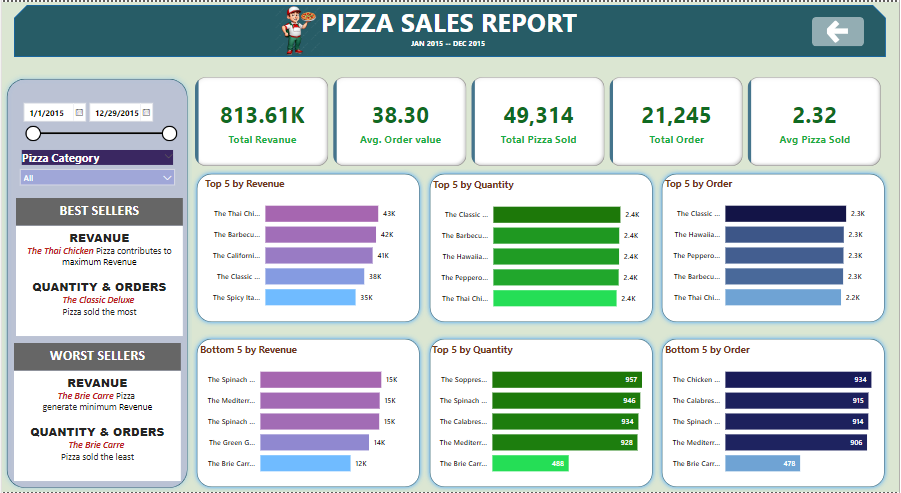 PIZZA SALES REPORT
JAN 2015 -- DEC 2015
1/1/2015
12/29/2015
Pizza Category
All
BEST SELLERS
REVANUE
The Thai Chicken Pizza contributes to
maximum Revenue
QUANTITY & ORDERS
The Classic Deluxe
Pizza sold the most
WORST SELLERS
REVANUE
The Brie Carre Pizza
generate minimum Revenue
QUANTITY & ORDERS
The Brie Carre
Pizza sold the least
813.61K
Total Revenue
38.30
Avg. Order value
49,314
Total Pizza Sold
21,245
Total Order
2.32
Avg Pizza Sold
Top 5 by Revenue
The Thai Chi... 43K
The Barbecu... 42K
The Californi... 41K
The Classic ... 38K
The Spicy Ita... 35K
Top 5 by Quantity
The Classic ... 2.4K
The Barbecu... 2.4K
The Hawaiia... 2.4K
The Peppero... 2.4K
The Thai Chi... 2.4K
Top 5 by Order
The Classic ... 2.3K
The Hawaiia... 2.3K
The Peppero... 2.3K
The Barbecu... 2.3K
The Thai Chi... 2.2K
Bottom 5 by Revenue
The Spinach ... 15K
The Mediterr... 15K
The Spinach ... 15K
The Green G... 14K
The Brie Carr... 12K
Top 5 by Quantity
The Soppres... 957
The Spinach ... 946
The Calabres... 934
The Mediterr... 928
The Brie Carr... 488
Bottom 5 by Order
The Chicken ... 934
The Calabres... 915
The Spinach ... 914
The Mediterr... 906
The Brie Carr... 478